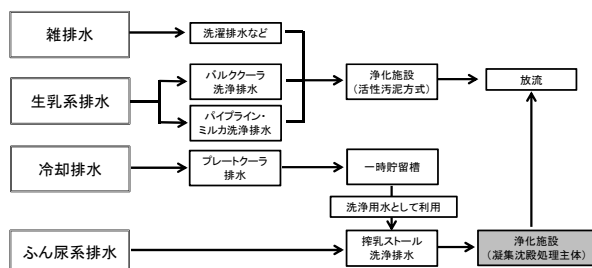 雑排水
洗濯排水など
生乳系排水
バルククーラ
洗浄排水
浄化施設
(活性汚泥方式)
放流
パイプライン・
ミルカ洗浄排水
冷却排水
プレートクーラ
排水
一時貯留槽
洗浄用水として利用
ふん尿系排水
搾乳ストール
洗浄排水
浄化施設
(凝集沈殿処理主体)